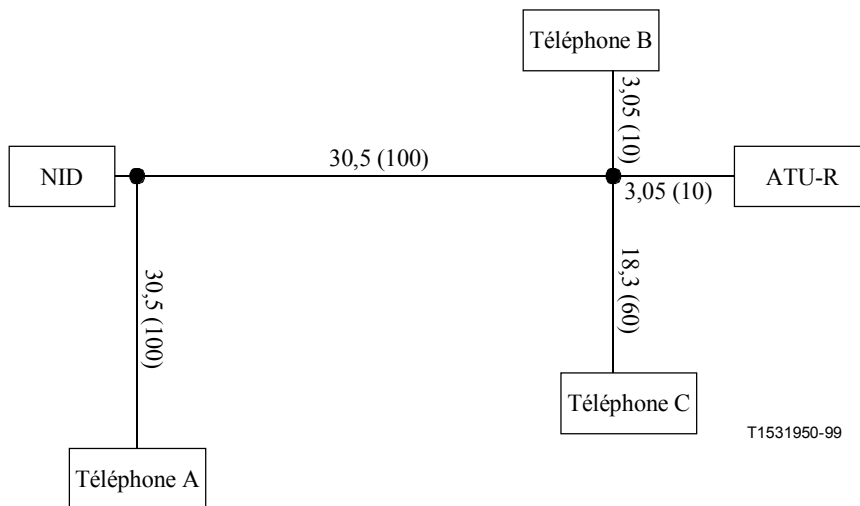 Téléphone B
3,05 (10)
NID
30,5 (100)
3,05 (10)
ATU-R
30,5 (100)
18,3 (60)
Téléphone C
T1531950-99
Téléphone A